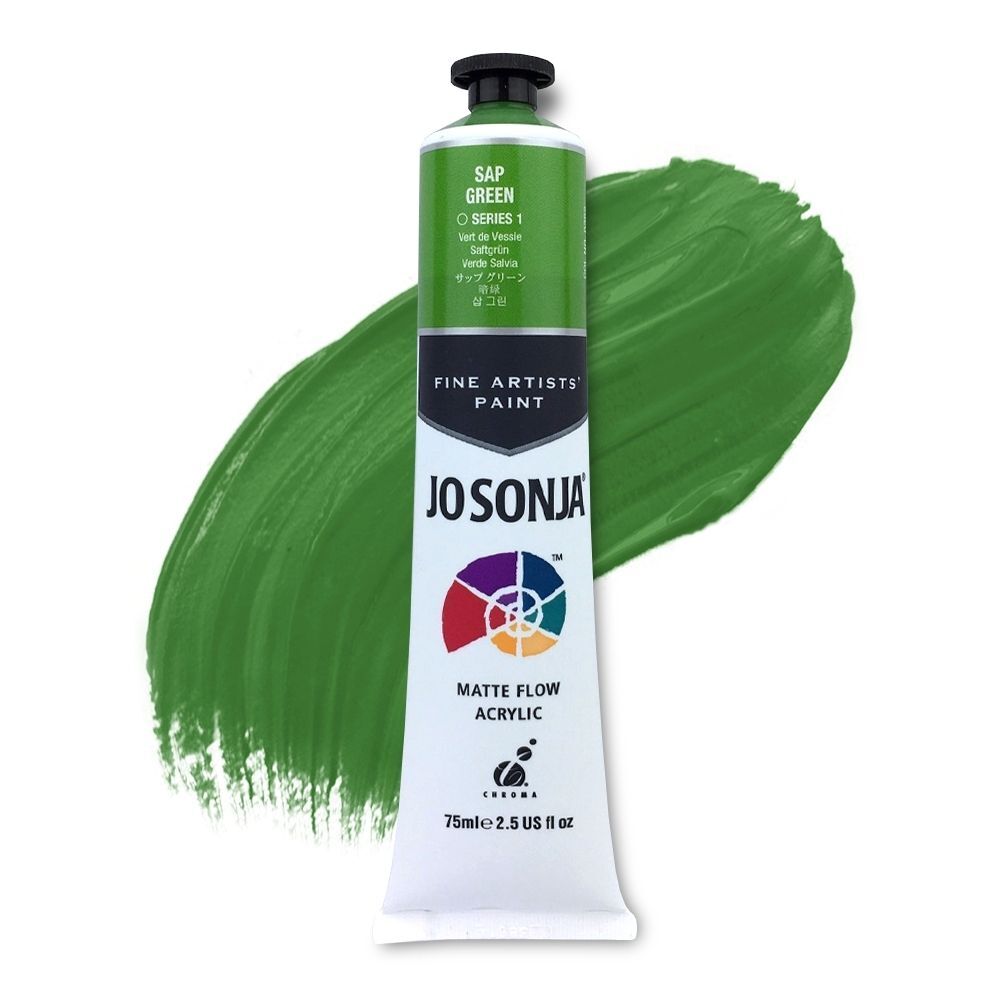 SAP
GREEN
SERIES 1
Vert de Vessie
Saftgrün
Verde Salvia
サップ グリーン
暗緑
삽 그린
FINE ARTISTS'
PAINT
JO SONJA®
™
MATTE FLOW
ACRYLIC
CHROMA
75ml℮2.5 US fl oz